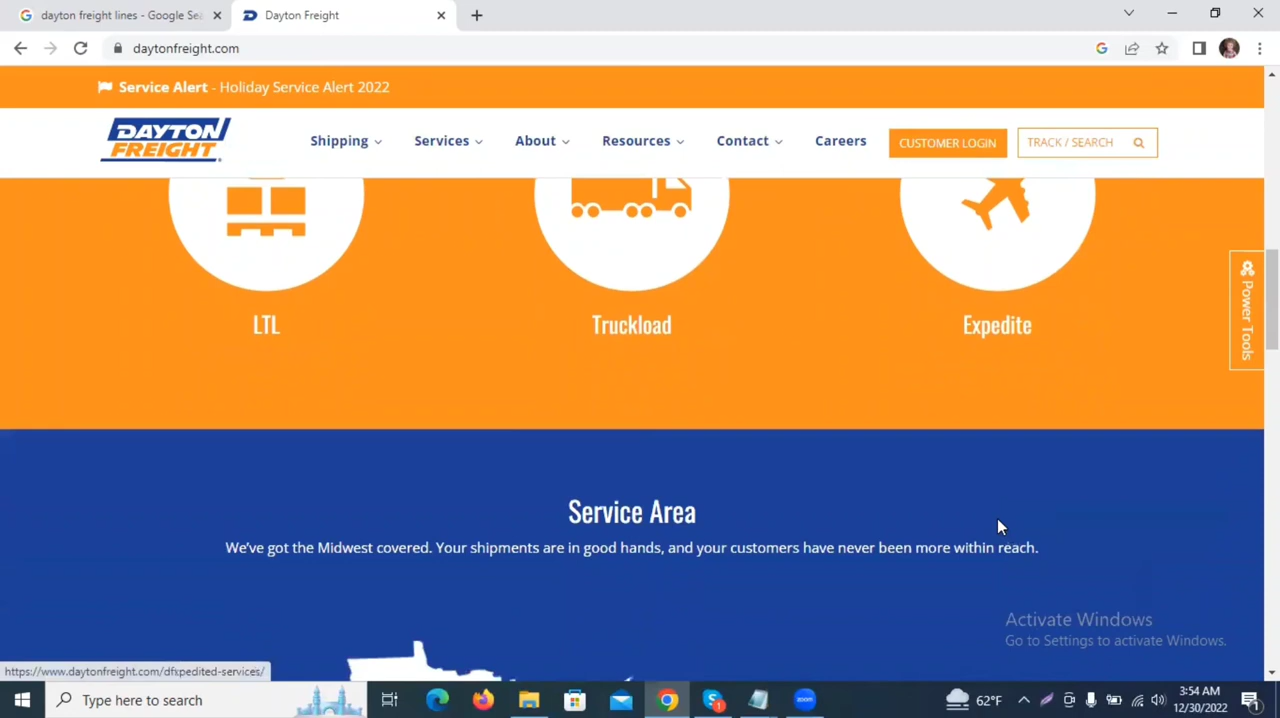 dayton freight lines - Google Sea
Dayton Freight
daytonfreight.com
Service Alert - Holiday Service Alert 2022
DAYTON
FREIGHT
Shipping
Services
About
Resources
Contact
Careers
CUSTOMER LOGIN
TRACK / SEARCH
Power Tools
LTL
Truckload
Expedite
Service Area
We've got the Midwest covered. Your shipments are in good hands, and your customers have never been more within reach.
Activate Windows
Go to Settings to activate Windows.
https://www.daytonfreight.com/dfxpedited-services/
Type here to search
1
zoom
62°F
3:54 AM
12/30/2022
1